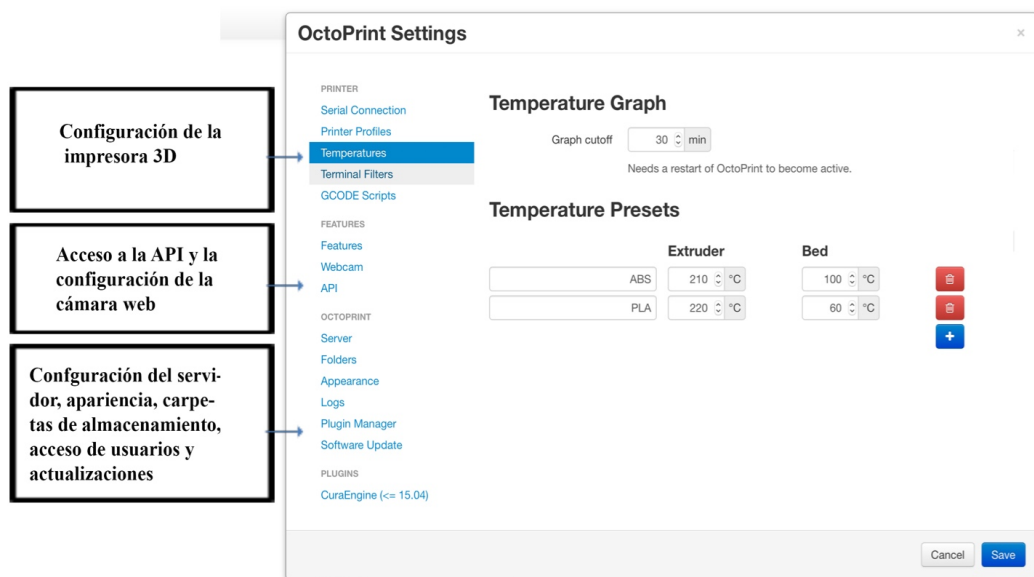 OctoPrint Settings
×
Configuración de la
impresora 3D
Acceso a la API y la
configuración de la
cámara web
Confguración del servi-
dor, apariencia, carpe-
tas de almacenamiento,
acceso de usuarios y
actualizaciones
PRINTER
Serial Connection
Printer Profiles
Temperatures
Terminal Filters
GCODE Scripts
FEATURES
Features
Webcam
API
OCTOPRINT
Server
Folders
Appearance
Logs
Plugin Manager
Software Update
PLUGINS
CuraEngine (<= 15.04)
Temperature Graph
Graph cutoff 30 min
Needs a restart of OctoPrint to become active.
Temperature Presets
Extruder Bed
ABS 210 °C 100 °C
PLA 220 °C 60 °C
+
Cancel Save